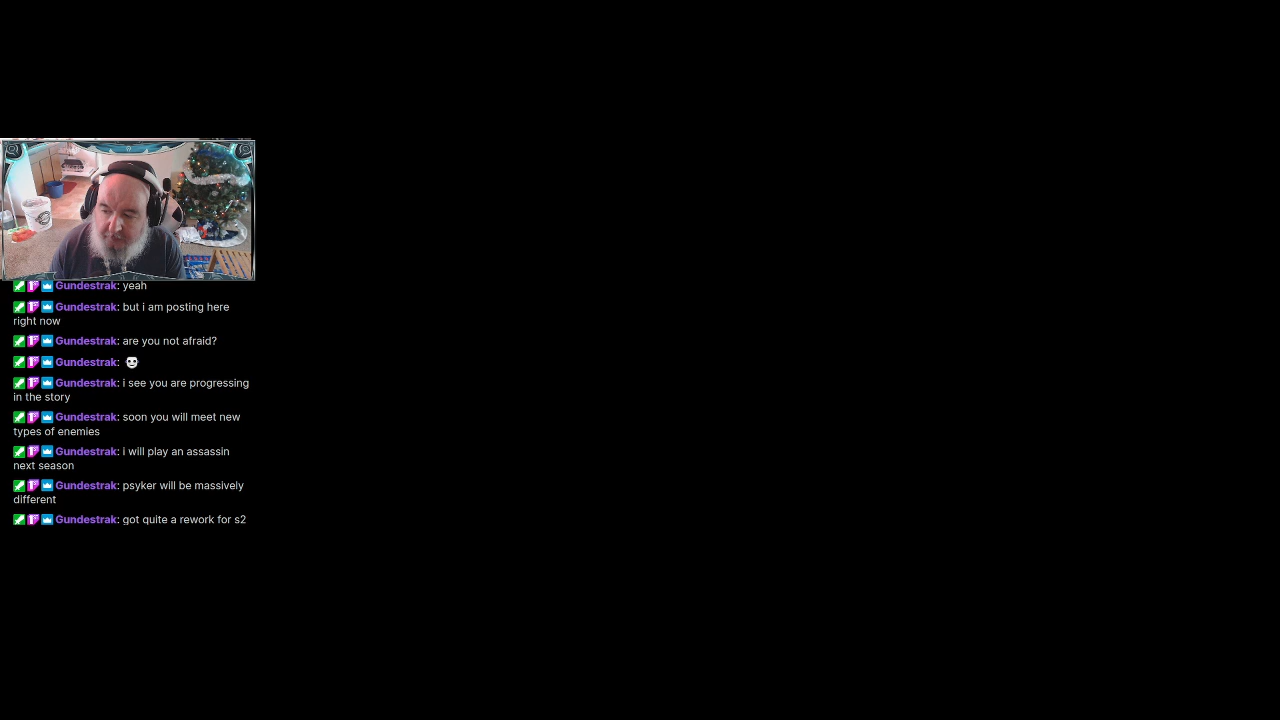 Gundestrak: yeah
Gundestrak: but i am posting here
right now
Gundestrak: are you not afraid?
Gundestrak:
Gundestrak: i see you are progressing
in the story
Gundestrak: soon you will meet new
types of enemies
Gundestrak: i will play an assassin
next season
Gundestrak: psyker will be massively
different
Gundestrak: got quite a rework for s2